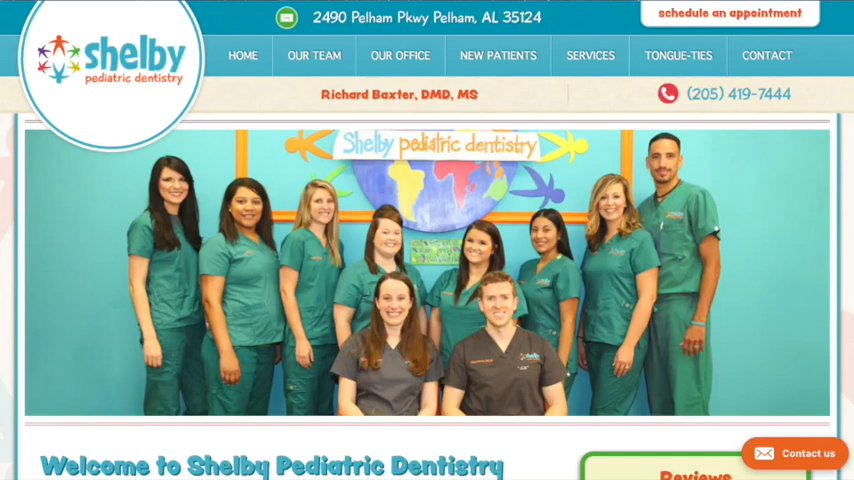 2490 Pelham Pkwy Pelham, AL 35124
schedule an appointment
shelby
pediatric dentistry
HOME
OUR TEAM
OUR OFFICE
NEW PATIENTS
SERVICES
TONGUE-TIES
CONTACT
Richard Baxter, DMD, MS
(205) 419-7444
Shelby pediatric dentistry
shelby
Welcome to Shelby Pediatric Dentistry
Reviews
Contact us